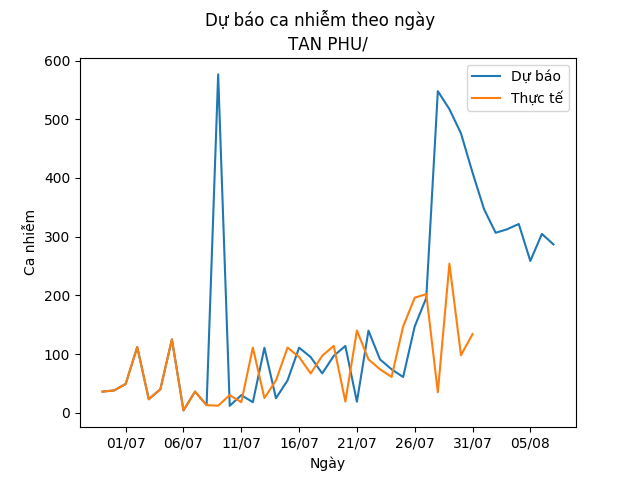 Dự báo ca nhiễm theo ngày
TAN PHU/
Dự báo
Thực tế
Ca nhiễm
600
500
400
300
200
100
0
01/07 06/07 11/07 16/07 21/07 26/07 31/07 05/08
Ngày